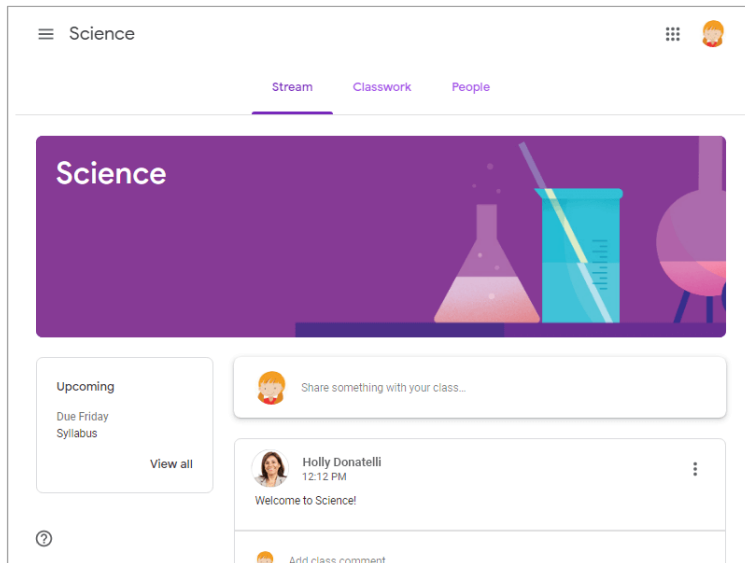 Science
Stream Classwork People
Science
Upcoming
Due Friday
Syllabus
View all
Share something with your class...
Holly Donatelli
12:12 PM
Welcome to Science!
Add class comment